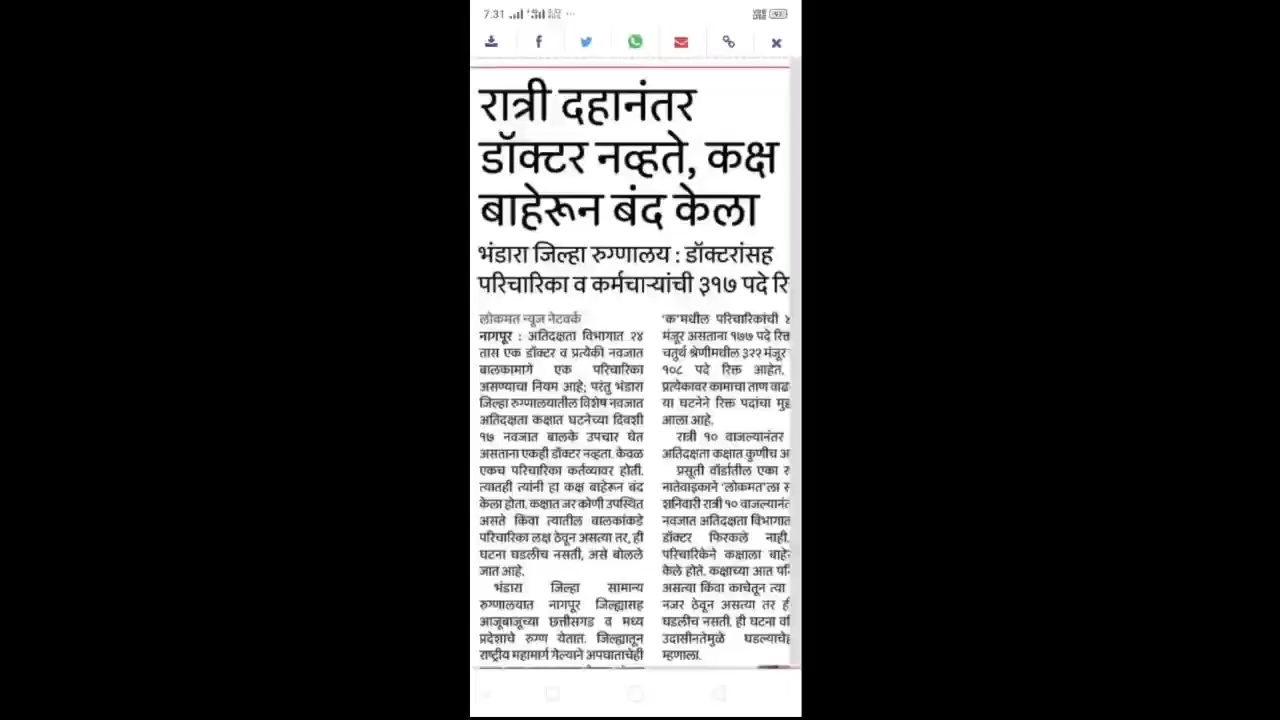 7.31
रात्री दहानंतर
डॉक्टर नव्हते, कक्ष
बाहेरून बंद केला
भंडारा जिल्हा रुग्णालय : डॉक्टरांसह
परिचारिका व कर्मचाऱ्यांची ३१७ पदे रि
लोकमत न्यूज नेटवर्क
नागपूर : अतिदक्षता विभागात २४
तास एक डॉक्टर व प्रत्येकी नवजात
बालकामागे एक परिचारिका
असण्याचा नियम आहे; परंतु भंडारा
जिल्हा रुग्णालयातील विशेष नवजात
अतिदक्षता कक्षात घटनेच्या दिवशी
१७ नवजात बालके उपचार घेत
असताना एकही डॉक्टर नव्हता. केवळ
एकच परिचारिका कर्तव्यावर होती.
त्यातही त्यांनी हा कक्ष बाहेरून बंद
केला होता. कक्षात जर कोणी उपस्थित
असते किंवा त्यातील बालकांकडे
परिचारिका लक्ष ठेवून असत्या तर, ही
घटना घडलीच नसती, असे बोलले
जात आहे.
भंडारा जिल्हा सामान्य
रुग्णालयात नागपूर जिल्ह्यासह
आजूबाजूच्या छत्तीसगड व मध्य
प्रदेशाचे रुग्ण येतात. जिल्ह्यातून
राष्ट्रीय महामार्ग गेल्याने अपघाताचेही
'क'मधील परिचारिकांची
मंजूर असताना १७७ पदे रिक्त
चतुर्थ श्रेणीमधील ३२२ मंजूर
१०८ पदे रिक्त आहेत.
प्रत्येकावर कामाचा ताण वाढ
या घटनेने रिक्त पदांचा मु
आला आहे.
रात्री १० वाजल्यानंतर
अतिदक्षता कक्षात कुणीच अ
प्रसूती वॉर्डातील एका
नातेवाइकाने 'लोकमत'ला
शनिवारी रात्री १० वाजल्यानं
नवजात अतिदक्षता विभागात
डॉक्टर फिरकले नाही.
परिचारिकेने कक्षाला बाहे
केले होते. कक्षाच्या आत
असत्या किंवा काचेतून त्या
नजर ठेवून असत्या तर ही
घडलीच नसती. ही घटना
उदासीनतेमुळे घडल्याचे
म्हणाला.